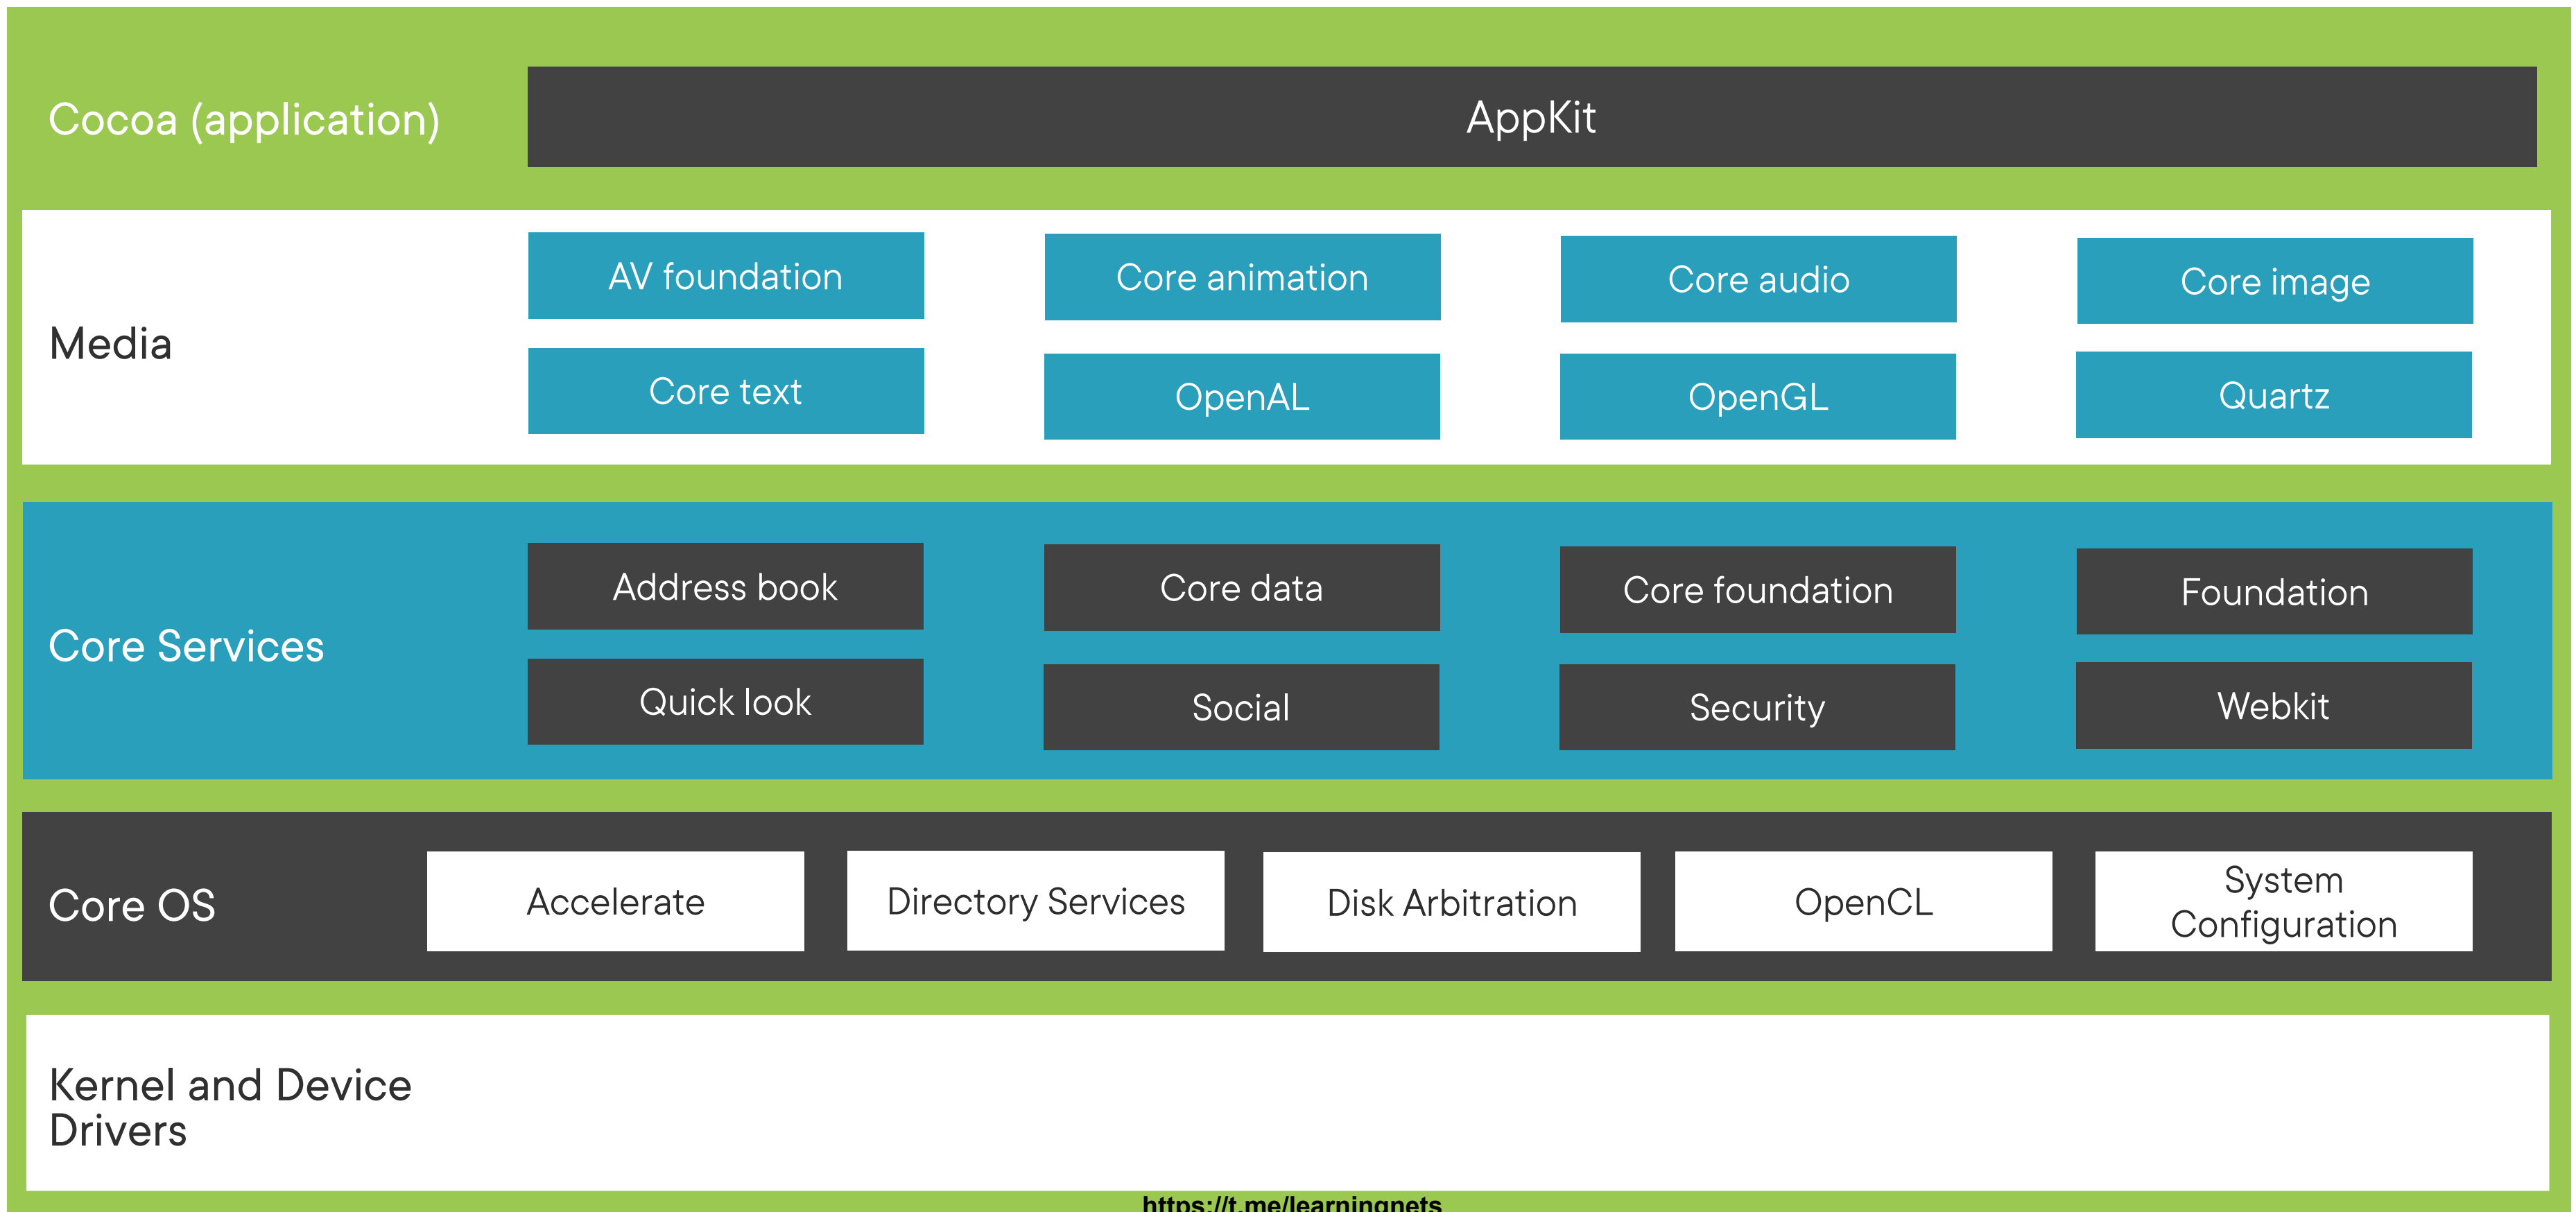 Cocoa (application)
AppKit
Media
AV foundation
Core animation
Core audio
Core image
Core text
OpenAL
OpenGL
Quartz
Core Services
Address book
Core data
Core foundation
Foundation
Quick look
Social
Security
Webkit
Core OS
Accelerate
Directory Services
Disk Arbitration
OpenCL
System
Configuration
Kernel and Device
Drivers
https://t.me/learningnets